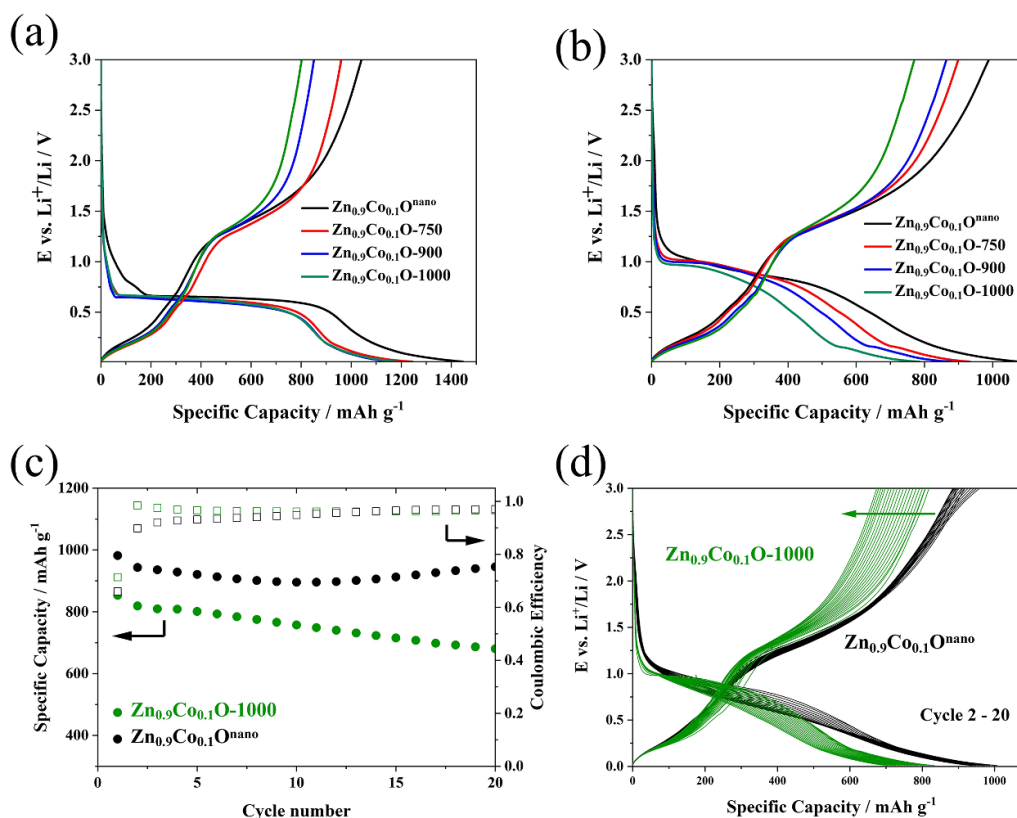 (a)
3.0
2.5
2.0
1.5
1.0
0.5
E vs. Li⁺/Li / V
Zn₀.₉Co₀.₁Oⁿᵃⁿᵒ
Zn₀.₉Co₀.₁O-750
Zn₀.₉Co₀.₁O-900
Zn₀.₉Co₀.₁O-1000
0 200 400 600 800 1000 1200 1400
Specific Capacity / mAh g⁻¹
(b)
3.0
2.5
2.0
1.5
1.0
0.5
E vs. Li⁺/Li / V
Zn₀.₉Co₀.₁Oⁿᵃⁿᵒ
Zn₀.₉Co₀.₁O-750
Zn₀.₉Co₀.₁O-900
Zn₀.₉Co₀.₁O-1000
0 200 400 600 800 1000
Specific Capacity / mAh g⁻¹
(c)
1200
1100
1000
900
800
700
600
500
400
300
Specific Capacity / mAh g⁻¹
1.0
0.8
0.6
0.4
0.2
0.0
Coulombic Efficiency
Zn₀.₉Co₀.₁O-1000
Zn₀.₉Co₀.₁Oⁿᵃⁿᵒ
0 5 10 15 20
Cycle number
(d)
3.0
2.5
2.0
1.5
1.0
0.5
0.0
E vs. Li⁺/Li / V
Zn₀.₉Co₀.₁O-1000
Zn₀.₉Co₀.₁Oⁿᵃⁿᵒ
Cycle 2 - 20
0 200 400 600 800 1000
Specific Capacity / mAh g⁻¹